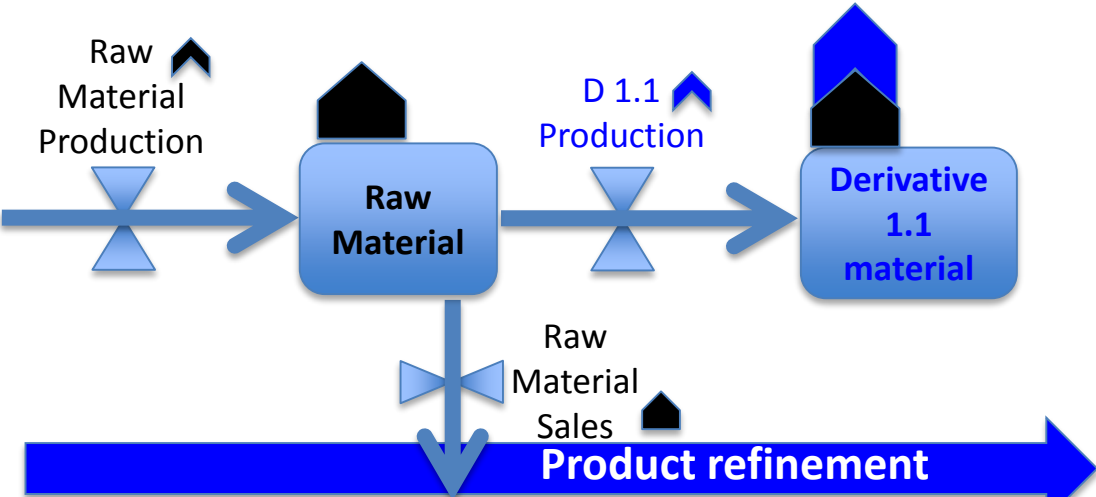 Raw
Material
Production
D 1.1
Production
Raw
Material
Derivative
1.1
material
Raw
Material
Sales
Product refinement